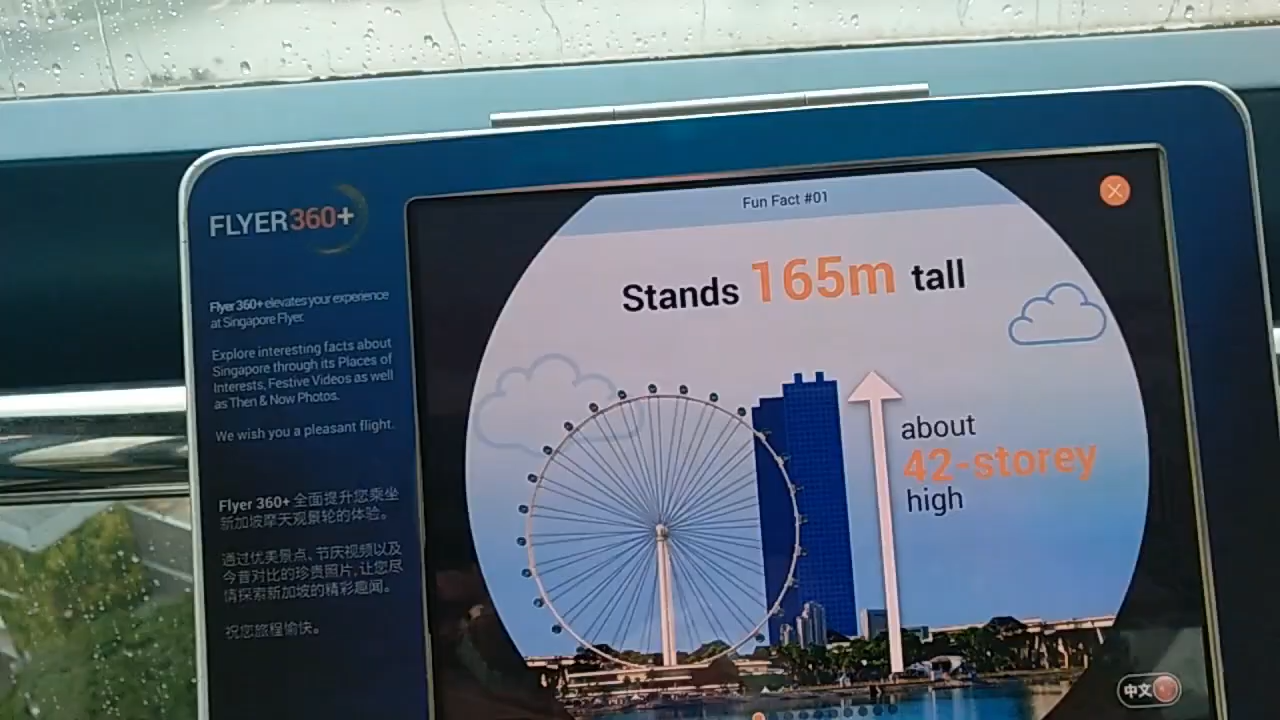 FLYER360+
Flyer 360+ elevates your experience
at Singapore Flyer.
Explore interesting facts about
Singapore through its Places of
Interests, Festive Videos as well
as Then & Now Photos.
We wish you a pleasant flight.
Flyer 360+ 全面提升您乘坐
新加坡摩天观景轮的体验。
通过优美景点、节庆视频以及
今昔对比的珍贵照片，让您尽
情探索新加坡的精彩趣闻。
祝您旅程愉快。
Fun Fact #01
Stands 165m tall
about
42-storey
high
中文